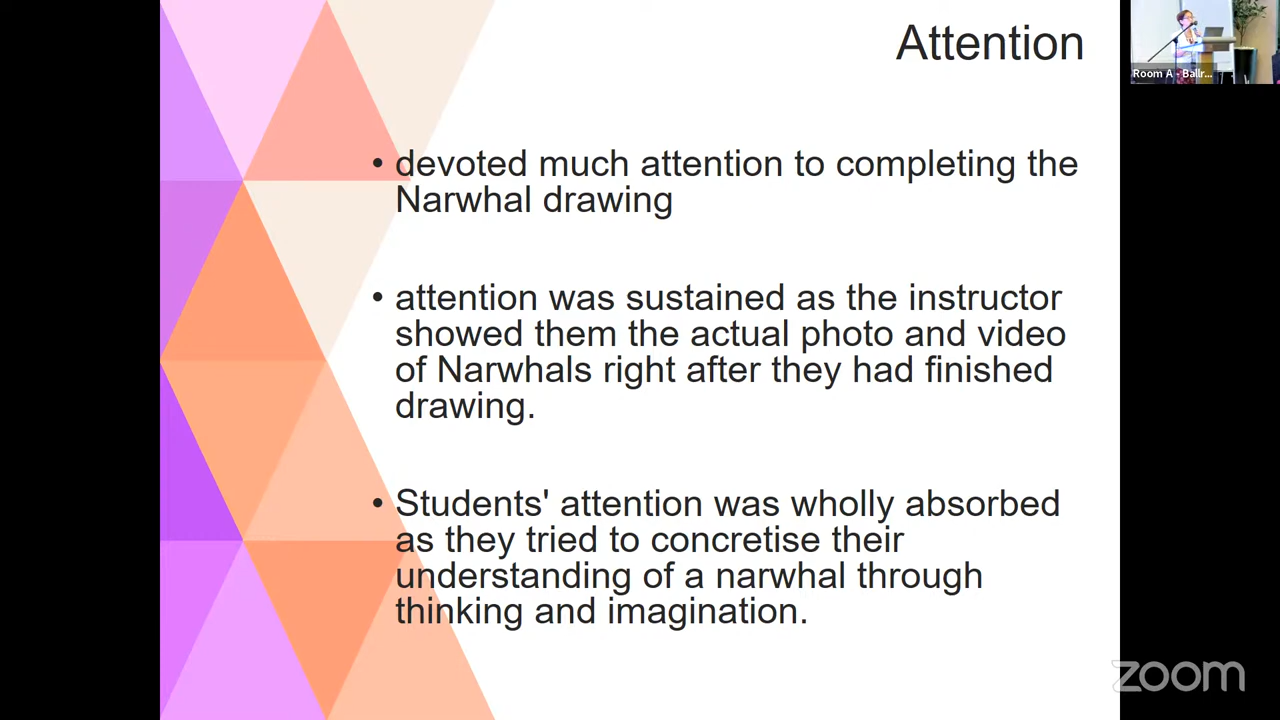 Attention
Room A - Ballr...
• devoted much attention to completing the
Narwhal drawing
• attention was sustained as the instructor
showed them the actual photo and video
of Narwhals right after they had finished
drawing.
• Students' attention was wholly absorbed
as they tried to concretise their
understanding of a narwhal through
thinking and imagination.
zoom